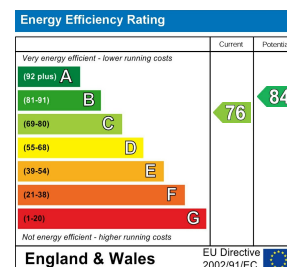 Energy Efficiency Rating
Current Potentia
Very energy efficient - lower running costs
(92 plus) A
(81-91) B
(69-80) C
(55-68) D
(39-54) E
(21-38) F
(1-20) G
76
84
Not energy efficient - higher running costs
England & Wales
EU Directive
2002/91/EC